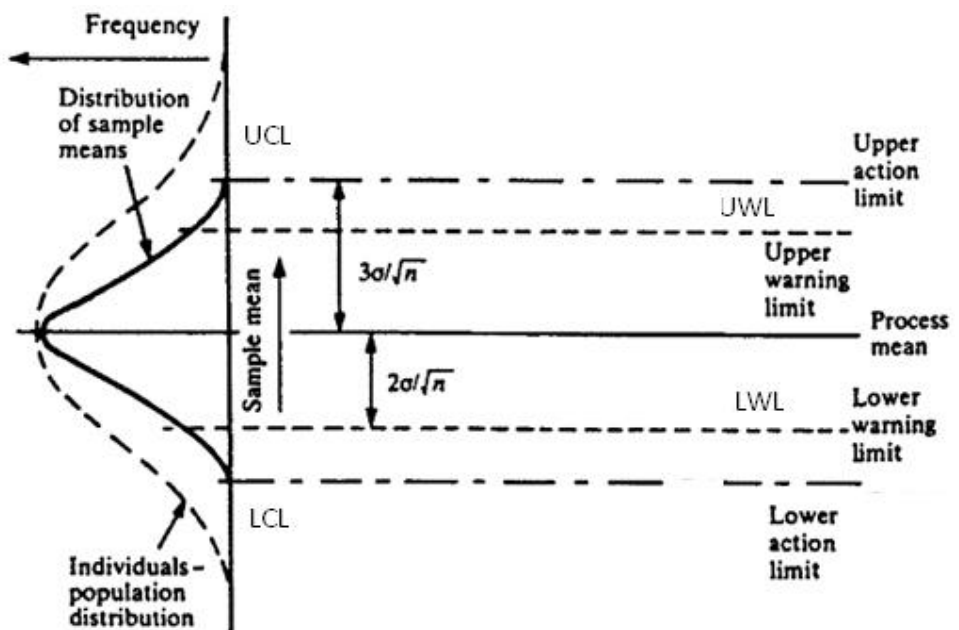 Frequency
Distribution
of sample
means
UCL
Upper
action
limit
UWL
Upper
warning
limit
3σ/√n
Sample mean
Process
mean
2σ/√n
LWL
Lower
warning
limit
LCL
Lower
action
limit
Individuals–
population
distribution